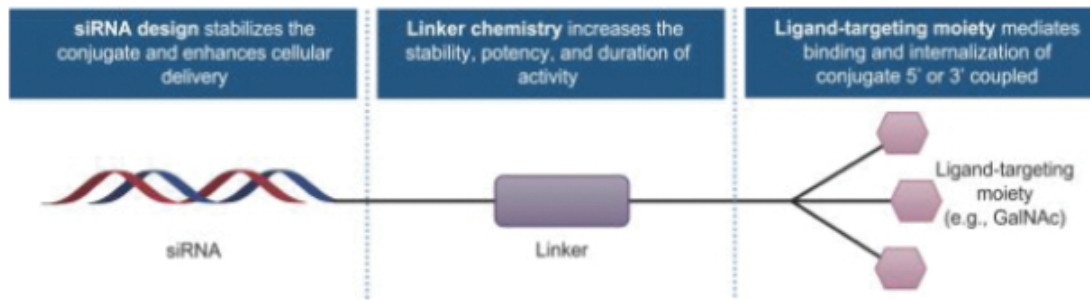 siRNA design stabilizes the
conjugate and enhances cellular
delivery
Linker chemistry increases the
stability, potency, and duration of
activity
Ligand-targeting moiety mediates
binding and internalization of
conjugate 5' or 3' coupled
siRNA
Linker
Ligand-targeting
moiety
(e.g., GalNAc)